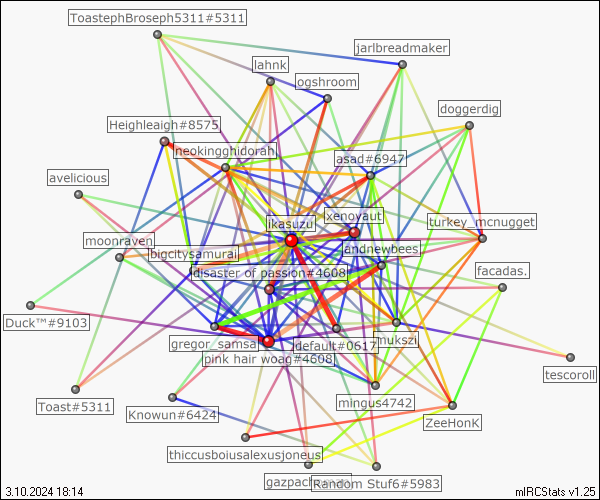 ToastephBroseph5311#5311
jarlbreadmaker
lahnk
ogshroom
doggerdig
Heighleaigh#8575
neokingghidorah.
asad#6947
avelicious
ikasuzu
xenoyaut
turkey_mcnugget
moonraven
bigcitysamurai
andnewbees
disaster of passion#4608
facadas.
Duck™#9103
gregor_samsa
default#0617
mukszi
pink hair woag#4608
tescoroll
Toast#5311
Knowun#6424
mingus4742
ZeeHonK
thiccusboiusalexusjoneus
Random Stuf6#5983
3.10.2024 18:14
mIRCStats v1.25